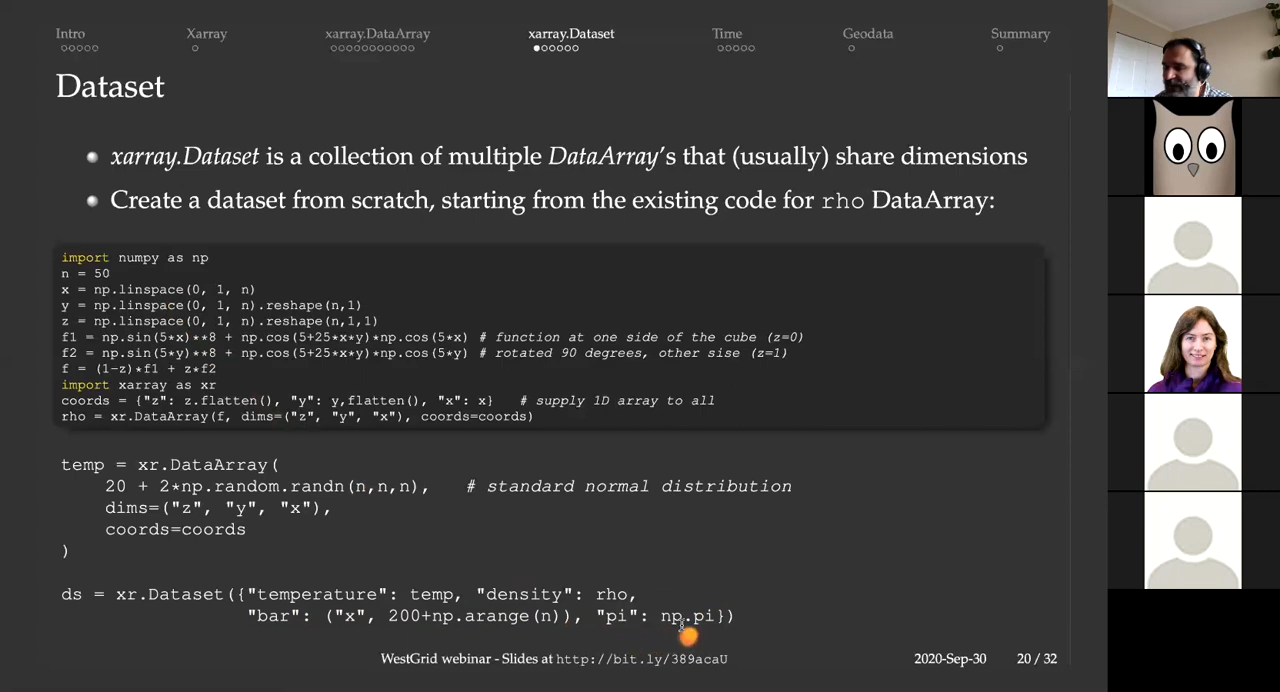 Intro Xarray xarray.DataArray xarray.Dataset Time Geodata Summary
Dataset
xarray.Dataset is a collection of multiple DataArray's that (usually) share dimensions
Create a dataset from scratch, starting from the existing code for rho DataArray:
import numpy as np
n = 50
x = np.linspace(0, 1, n)
y = np.linspace(0, 1, n).reshape(n,1)
z = np.linspace(0, 1, n).reshape(n,1,1)
f1 = np.sin(5*x)**8 + np.cos(5+25*x*y)*np.cos(5*x) # function at one side of the cube (z=0)
f2 = np.sin(5*y)**8 + np.cos(5+25*x*y)*np.cos(5*y) # rotated 90 degrees, other sise (z=1)
f = (1-z)*f1 + z*f2
import xarray as xr
coords = {"z": z.flatten(), "y": y,flatten(), "x": x} # supply 1D array to all
rho = xr.DataArray(f, dims=("z", "y", "x"), coords=coords)
temp = xr.DataArray(
20 + 2*np.random.randn(n,n,n), # standard normal distribution
dims=("z", "y", "x"),
coords=coords
)
ds = xr.Dataset({"temperature": temp, "density": rho,
"bar": ("x", 200+np.arange(n)), "pi": np.pi})
WestGrid webinar - Slides at http://bit.ly/389acaU 2020-Sep-30 20 / 32